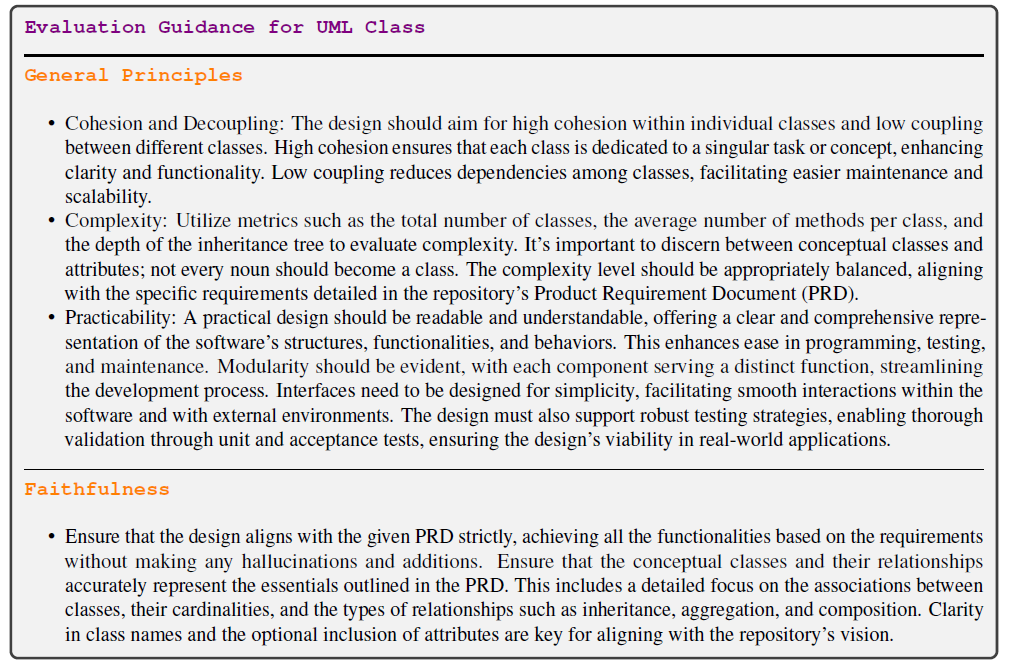 Evaluation Guidance for UML Class
General Principles
• Cohesion and Decoupling: The design should aim for high cohesion within individual classes and low coupling
between different classes. High cohesion ensures that each class is dedicated to a singular task or concept, enhancing
clarity and functionality. Low coupling reduces dependencies among classes, facilitating easier maintenance and
scalability.
• Complexity: Utilize metrics such as the total number of classes, the average number of methods per class, and
the depth of the inheritance tree to evaluate complexity. It's important to discern between conceptual classes and
attributes; not every noun should become a class. The complexity level should be appropriately balanced, aligning
with the specific requirements detailed in the repository's Product Requirement Document (PRD).
• Practicability: A practical design should be readable and understandable, offering a clear and comprehensive repre-
sentation of the software's structures, functionalities, and behaviors. This enhances ease in programming, testing,
and maintenance. Modularity should be evident, with each component serving a distinct function, streamlining
the development process. Interfaces need to be designed for simplicity, facilitating smooth interactions within the
software and with external environments. The design must also support robust testing strategies, enabling thorough
validation through unit and acceptance tests, ensuring the design's viability in real-world applications.
Faithfulness
• Ensure that the design aligns with the given PRD strictly, achieving all the functionalities based on the requirements
without making any hallucinations and additions. Ensure that the conceptual classes and their relationships
accurately represent the essentials outlined in the PRD. This includes a detailed focus on the associations between
classes, their cardinalities, and the types of relationships such as inheritance, aggregation, and composition. Clarity
in class names and the optional inclusion of attributes are key for aligning with the repository's vision.